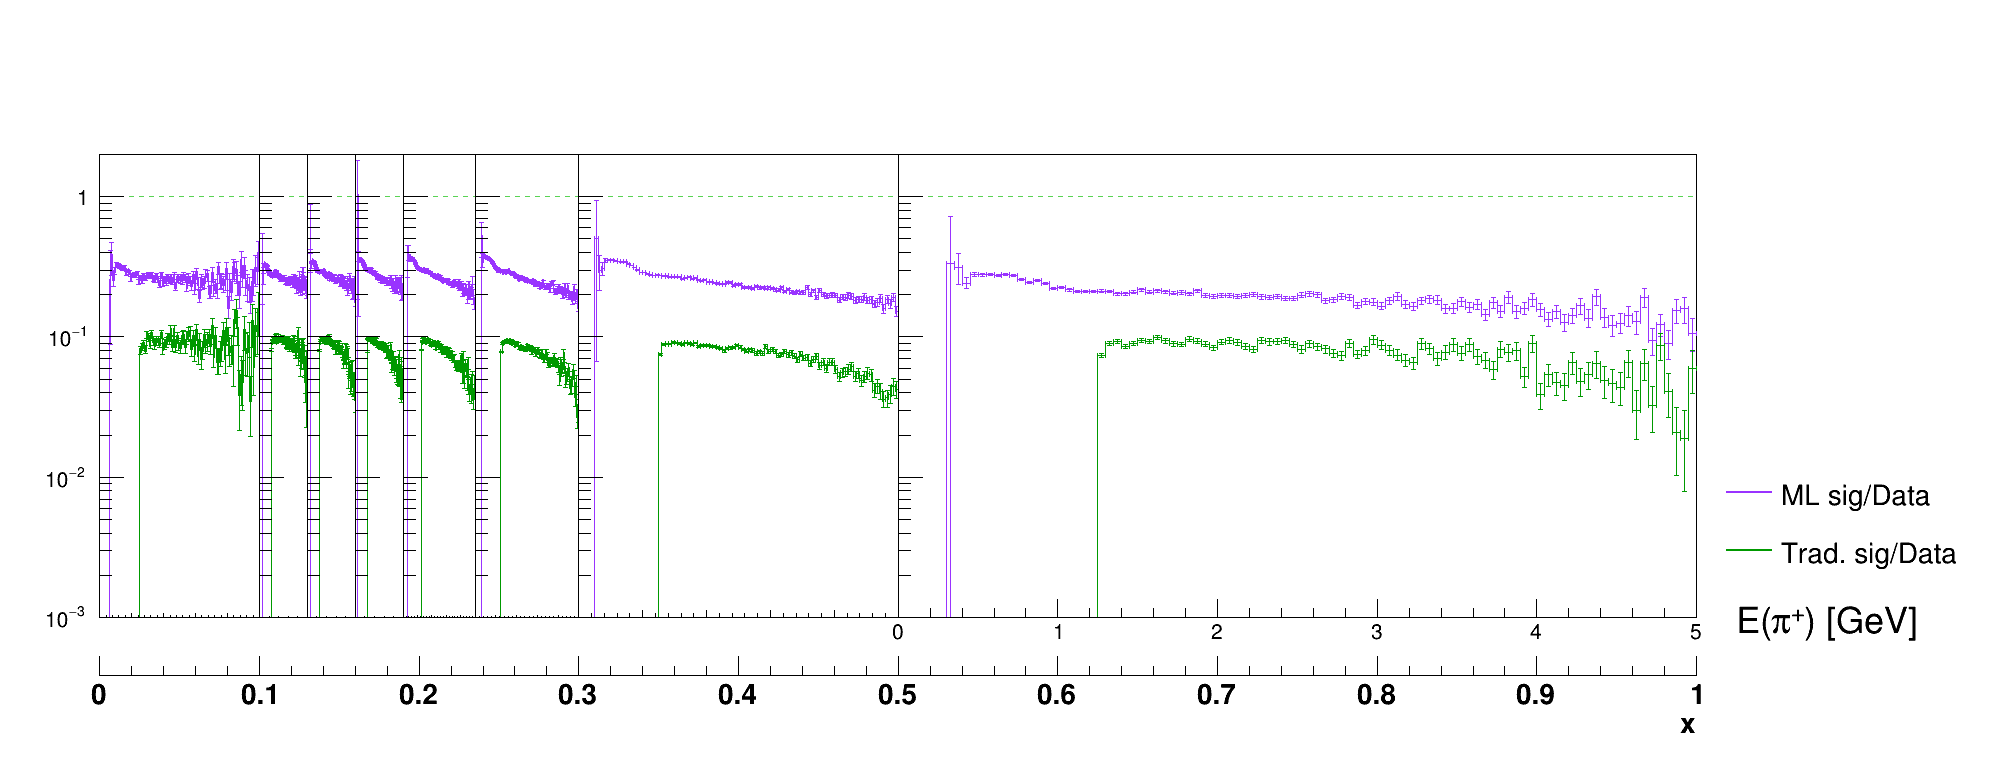 1
10⁻¹
10⁻²
10⁻³
ML sig/Data
Trad. sig/Data
0 1 2 3 4 5
E(π⁺) [GeV]
0 0.1 0.2 0.3 0.4 0.5 0.6 0.7 0.8 0.9 1
x